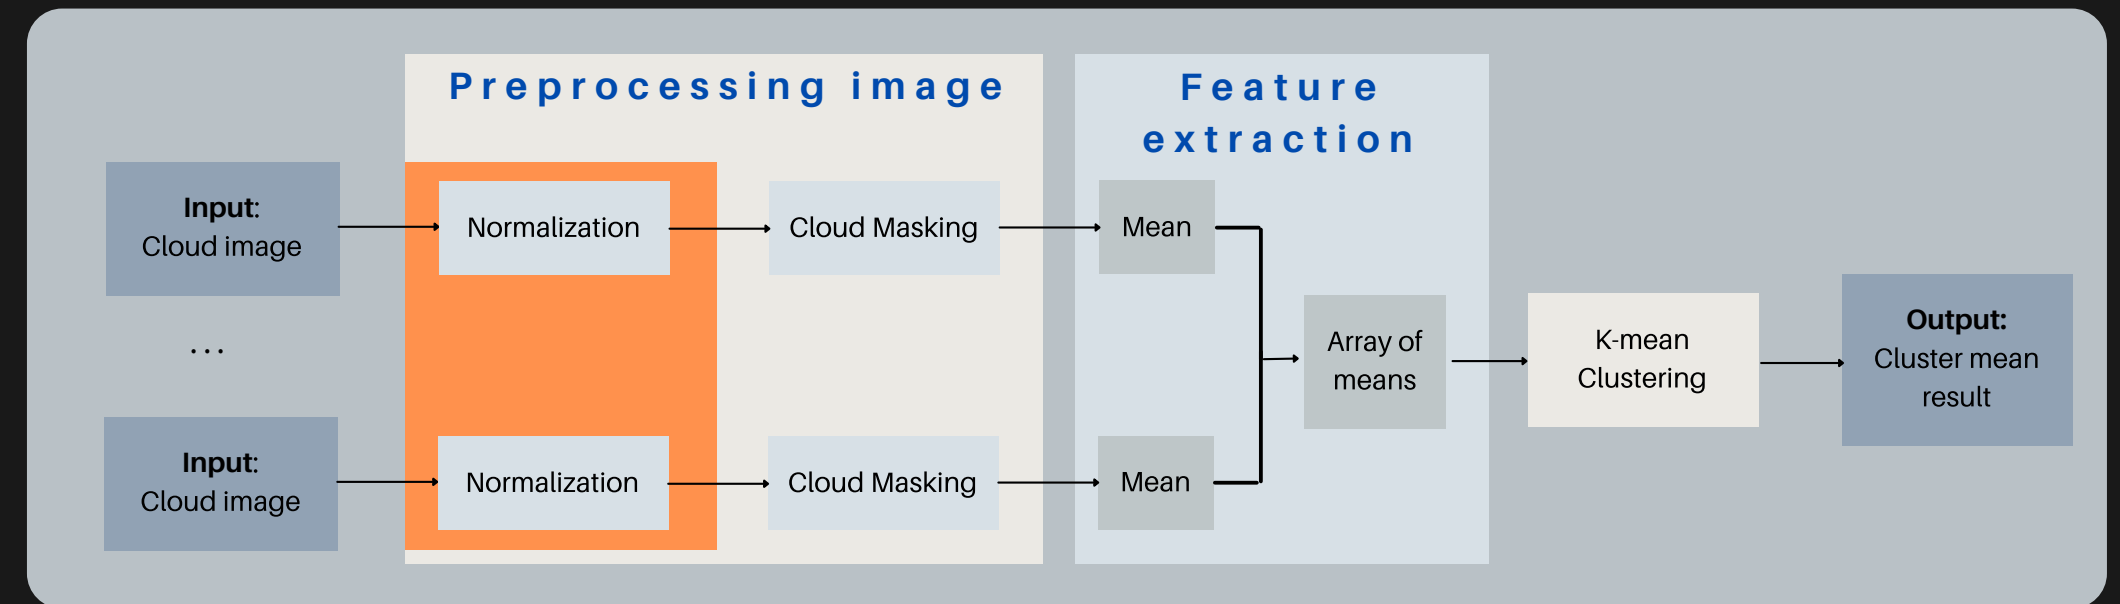 Preprocessing image
Feature
extraction
Input:
Cloud image
Normalization
Cloud Masking
Mean
...
Array of
means
K-mean
Clustering
Output:
Cluster mean
result
Input:
Cloud image
Normalization
Cloud Masking
Mean